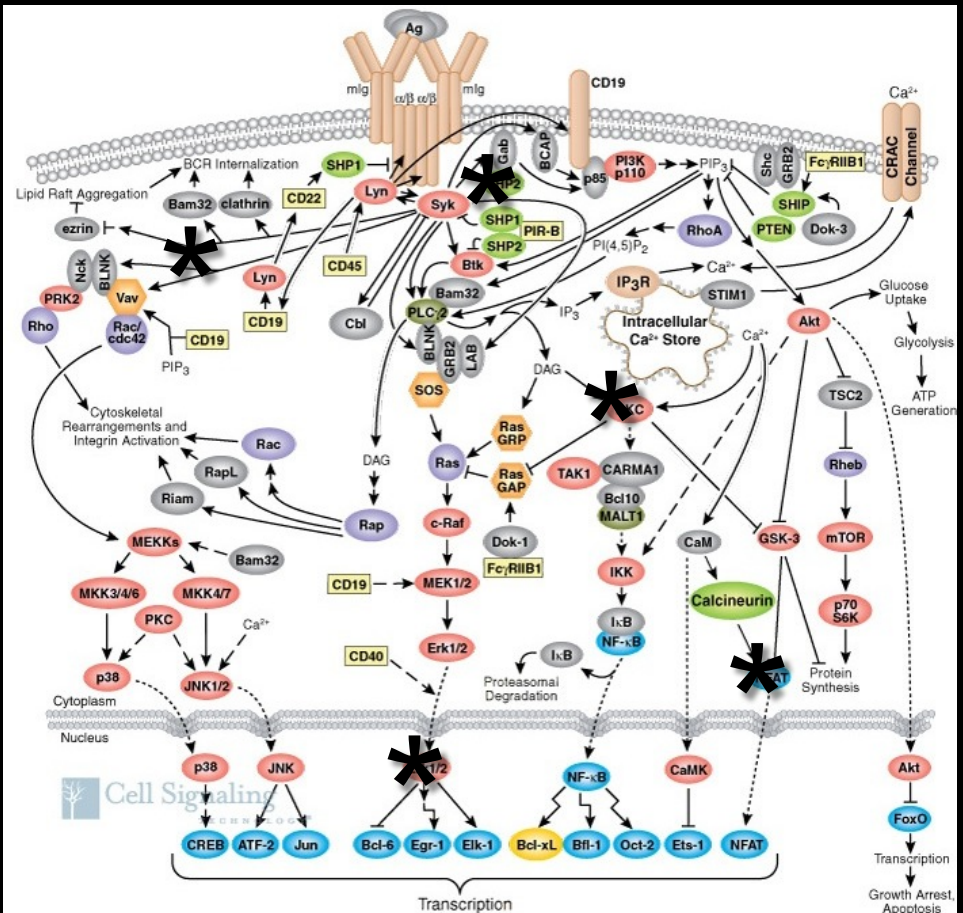 Ag
mIg
α/β α/β
mIg
CD19
Ca²⁺
CRAC
Channel
BCR Internalization
SHP1
Gab
BCAP
PI3K
p110
p85
PIP₃
Shc
GRB2
FcγRIIB1
Lipid Raft Aggregation
Bam32
clathrin
CD22
Lyn
Syk
SHIP
ezrin
SHP1
PIR-B
SHP2
RhoA
PTEN
Dok-3
PI(4,5)P₂
Nck
BLNK
Lyn
CD45
Btk
Ca²⁺
PRK2
Vav
Bam32
IP₃R
STIM1
Glucose
Uptake
Rho
Rac/
cdc42
CD19
CD19
Cbl
PLCγ2
IP₃
Intracellular
Ca²⁺ Store
Ca²⁺
Akt
PIP₃
BLNK
GRB2
LAB
Glycolysis
DAG
SOS
TSC2
ATP
Generation
Cytoskeletal
Rearrangements and
Integrin Activation
Rac
Ras
GRP
RapL
DAG
Ras
Ras
GAP
TAK1
CARMA1
Rheb
Riam
Bcl10
MALT1
Rap
c-Raf
MEKKs
Bam32
Dok-1
FcγRIIB1
CaM
GSK-3
mTOR
MKK3/4/6
MKK4/7
CD19
MEK1/2
IKK
Calcineurin
p70
S6K
PKC
Ca²⁺
IκB
NF-κB
Erk1/2
CD40
IκB
p38
JNK1/2
Proteasomal
Degradation
Protein
Synthesis
Cytoplasm
Nucleus
p38
JNK
NF-κB
CaMK
Akt
Cell Signaling
TECHNOLOGY®
FoxO
CREB
ATF-2
Jun
Bcl-6
Egr-1
Elk-1
Bcl-xL
Bfl-1
Oct-2
Ets-1
NFAT
Transcription
Transcription
Growth Arrest,
Apoptosis